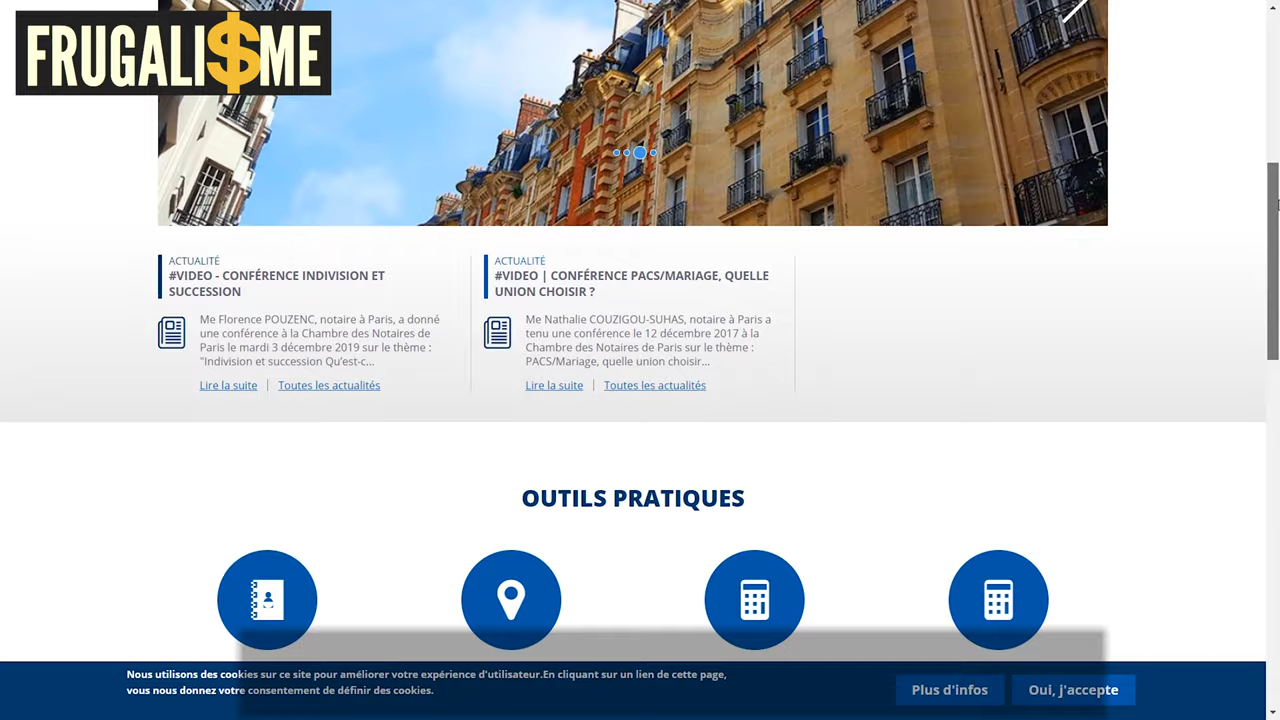 FRUGALI$ME
ACTUALITÉ
#VIDEO - CONFÉRENCE INDIVISION ET
SUCCESSION
Me Florence POUZENC, notaire à Paris, a donné
une conférence à la Chambre des Notaires de
Paris le mardi 3 décembre 2019 sur le thème :
"Indivision et succession Qu'est-c...
Lire la suite
Toutes les actualités
ACTUALITÉ
#VIDEO | CONFÉRENCE PACS/MARIAGE, QUELLE
UNION CHOISIR ?
Me Nathalie COUZIGOU-SUHAS, notaire à Paris a
tenu une conférence le 12 décembre 2017 à la
Chambre des Notaires de Paris sur le thème :
PACS/Mariage, quelle union choisir...
Lire la suite
Toutes les actualités
OUTILS PRATIQUES
Nous utilisons des cookies sur ce site pour améliorer votre expérience d'utilisateur.En cliquant sur un lien de cette page,
vous nous donnez votre consentement de définir des cookies.
Plus d'infos
Oui, j'accepte